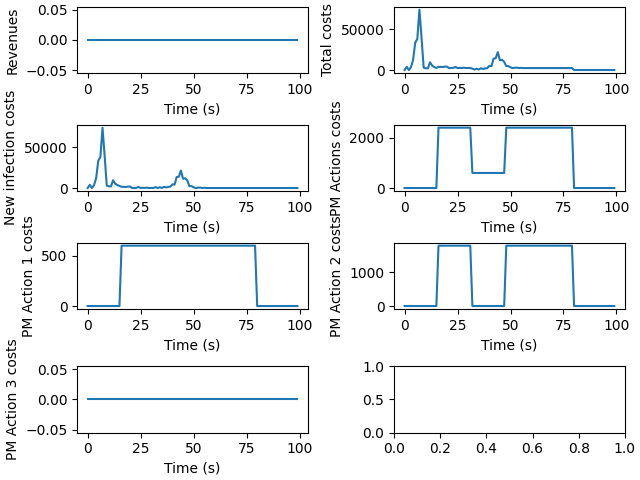 Revenues
0.05
0.00
−0.05
0 25 50 75 100
Time (s)
Total costs
50000
0
0 25 50 75 100
Time (s)
New infection costs
50000
0
0 25 50 75 100
Time (s)
PM Actions costs
2000
0
0 25 50 75 100
Time (s)
PM Action 1 costs
500
0
0 25 50 75 100
Time (s)
PM Action 2 costs
1000
0
0 25 50 75 100
Time (s)
PM Action 3 costs
0.05
0.00
−0.05
0 25 50 75 100
Time (s)
1.0
0.5
0.0
0.0 0.2 0.4 0.6 0.8 1.0